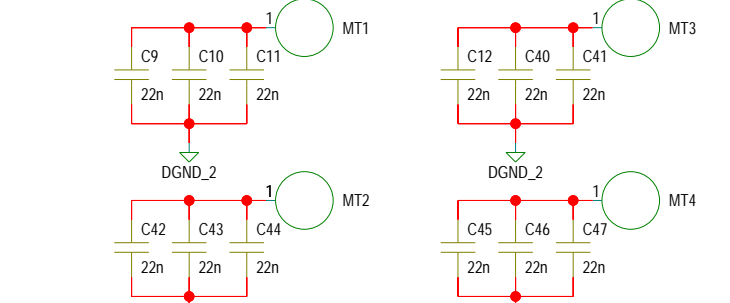 1 MT1 1 MT3
C9 C10 C11 C12 C40 C41
22n 22n 22n 22n 22n 22n
DGND_2 DGND_2
1 MT2 1 MT4
C42 C43 C44 C45 C46 C47
22n 22n 22n 22n 22n 22n